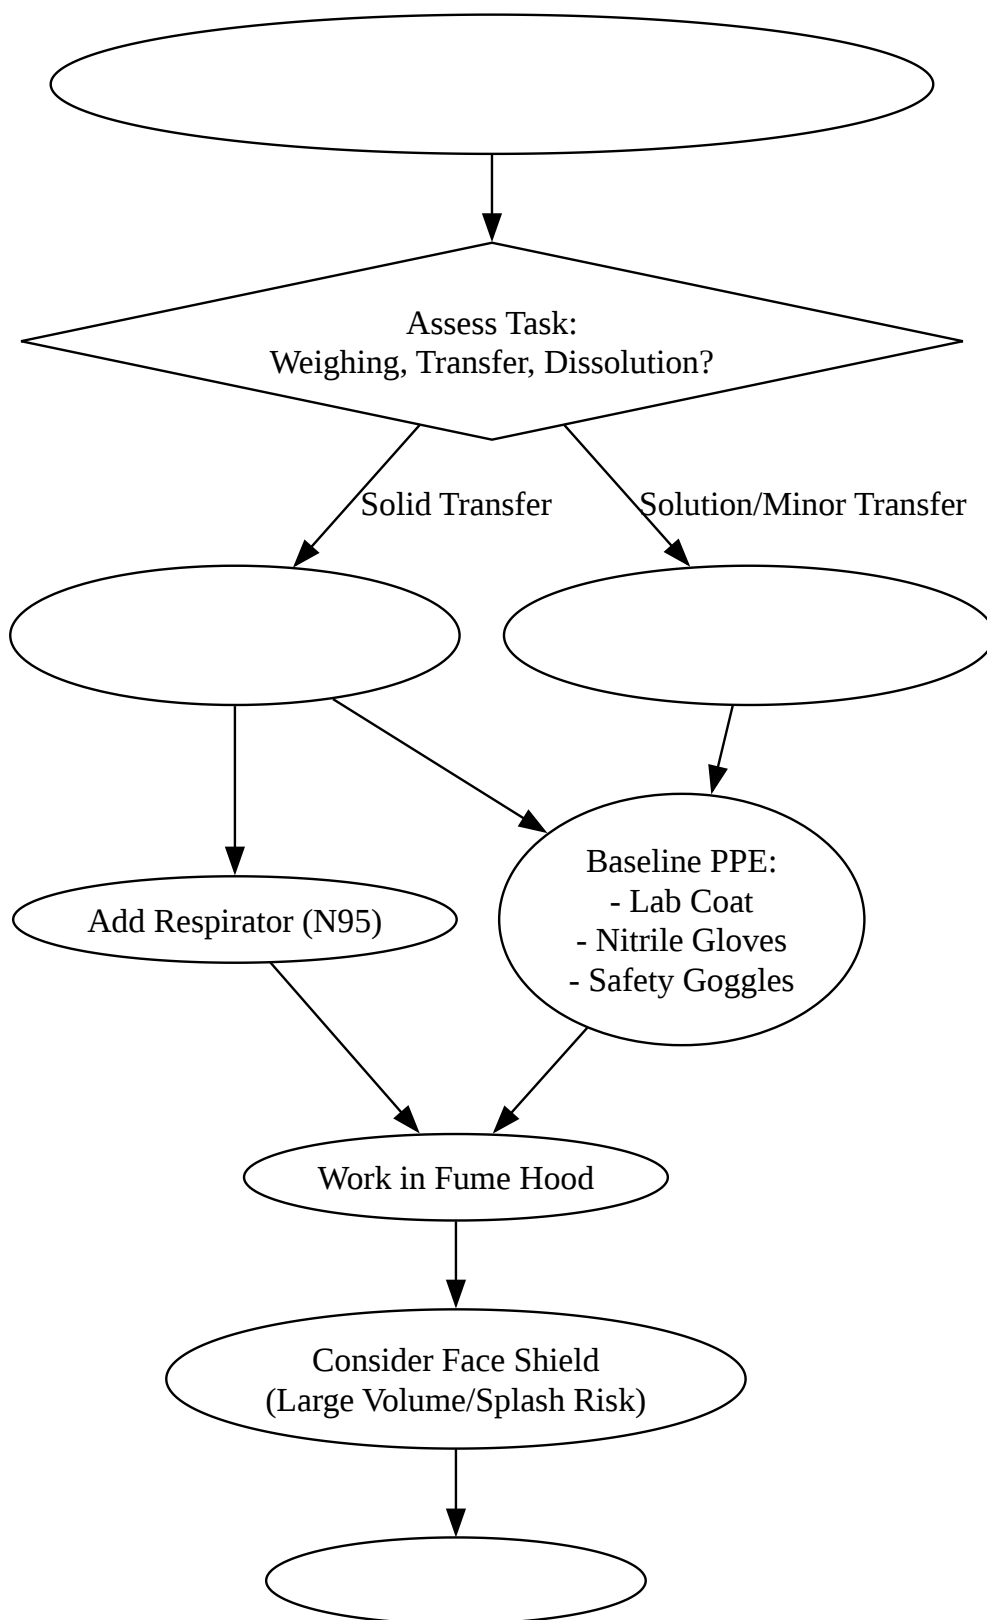 Assess Task:
Weighing, Transfer, Dissolution?
Solid Transfer
Solution/Minor Transfer
Baseline PPE:
- Lab Coat
- Nitrile Gloves
- Safety Goggles
Add Respirator (N95)
Work in Fume Hood
Consider Face Shield
(Large Volume/Splash Risk)